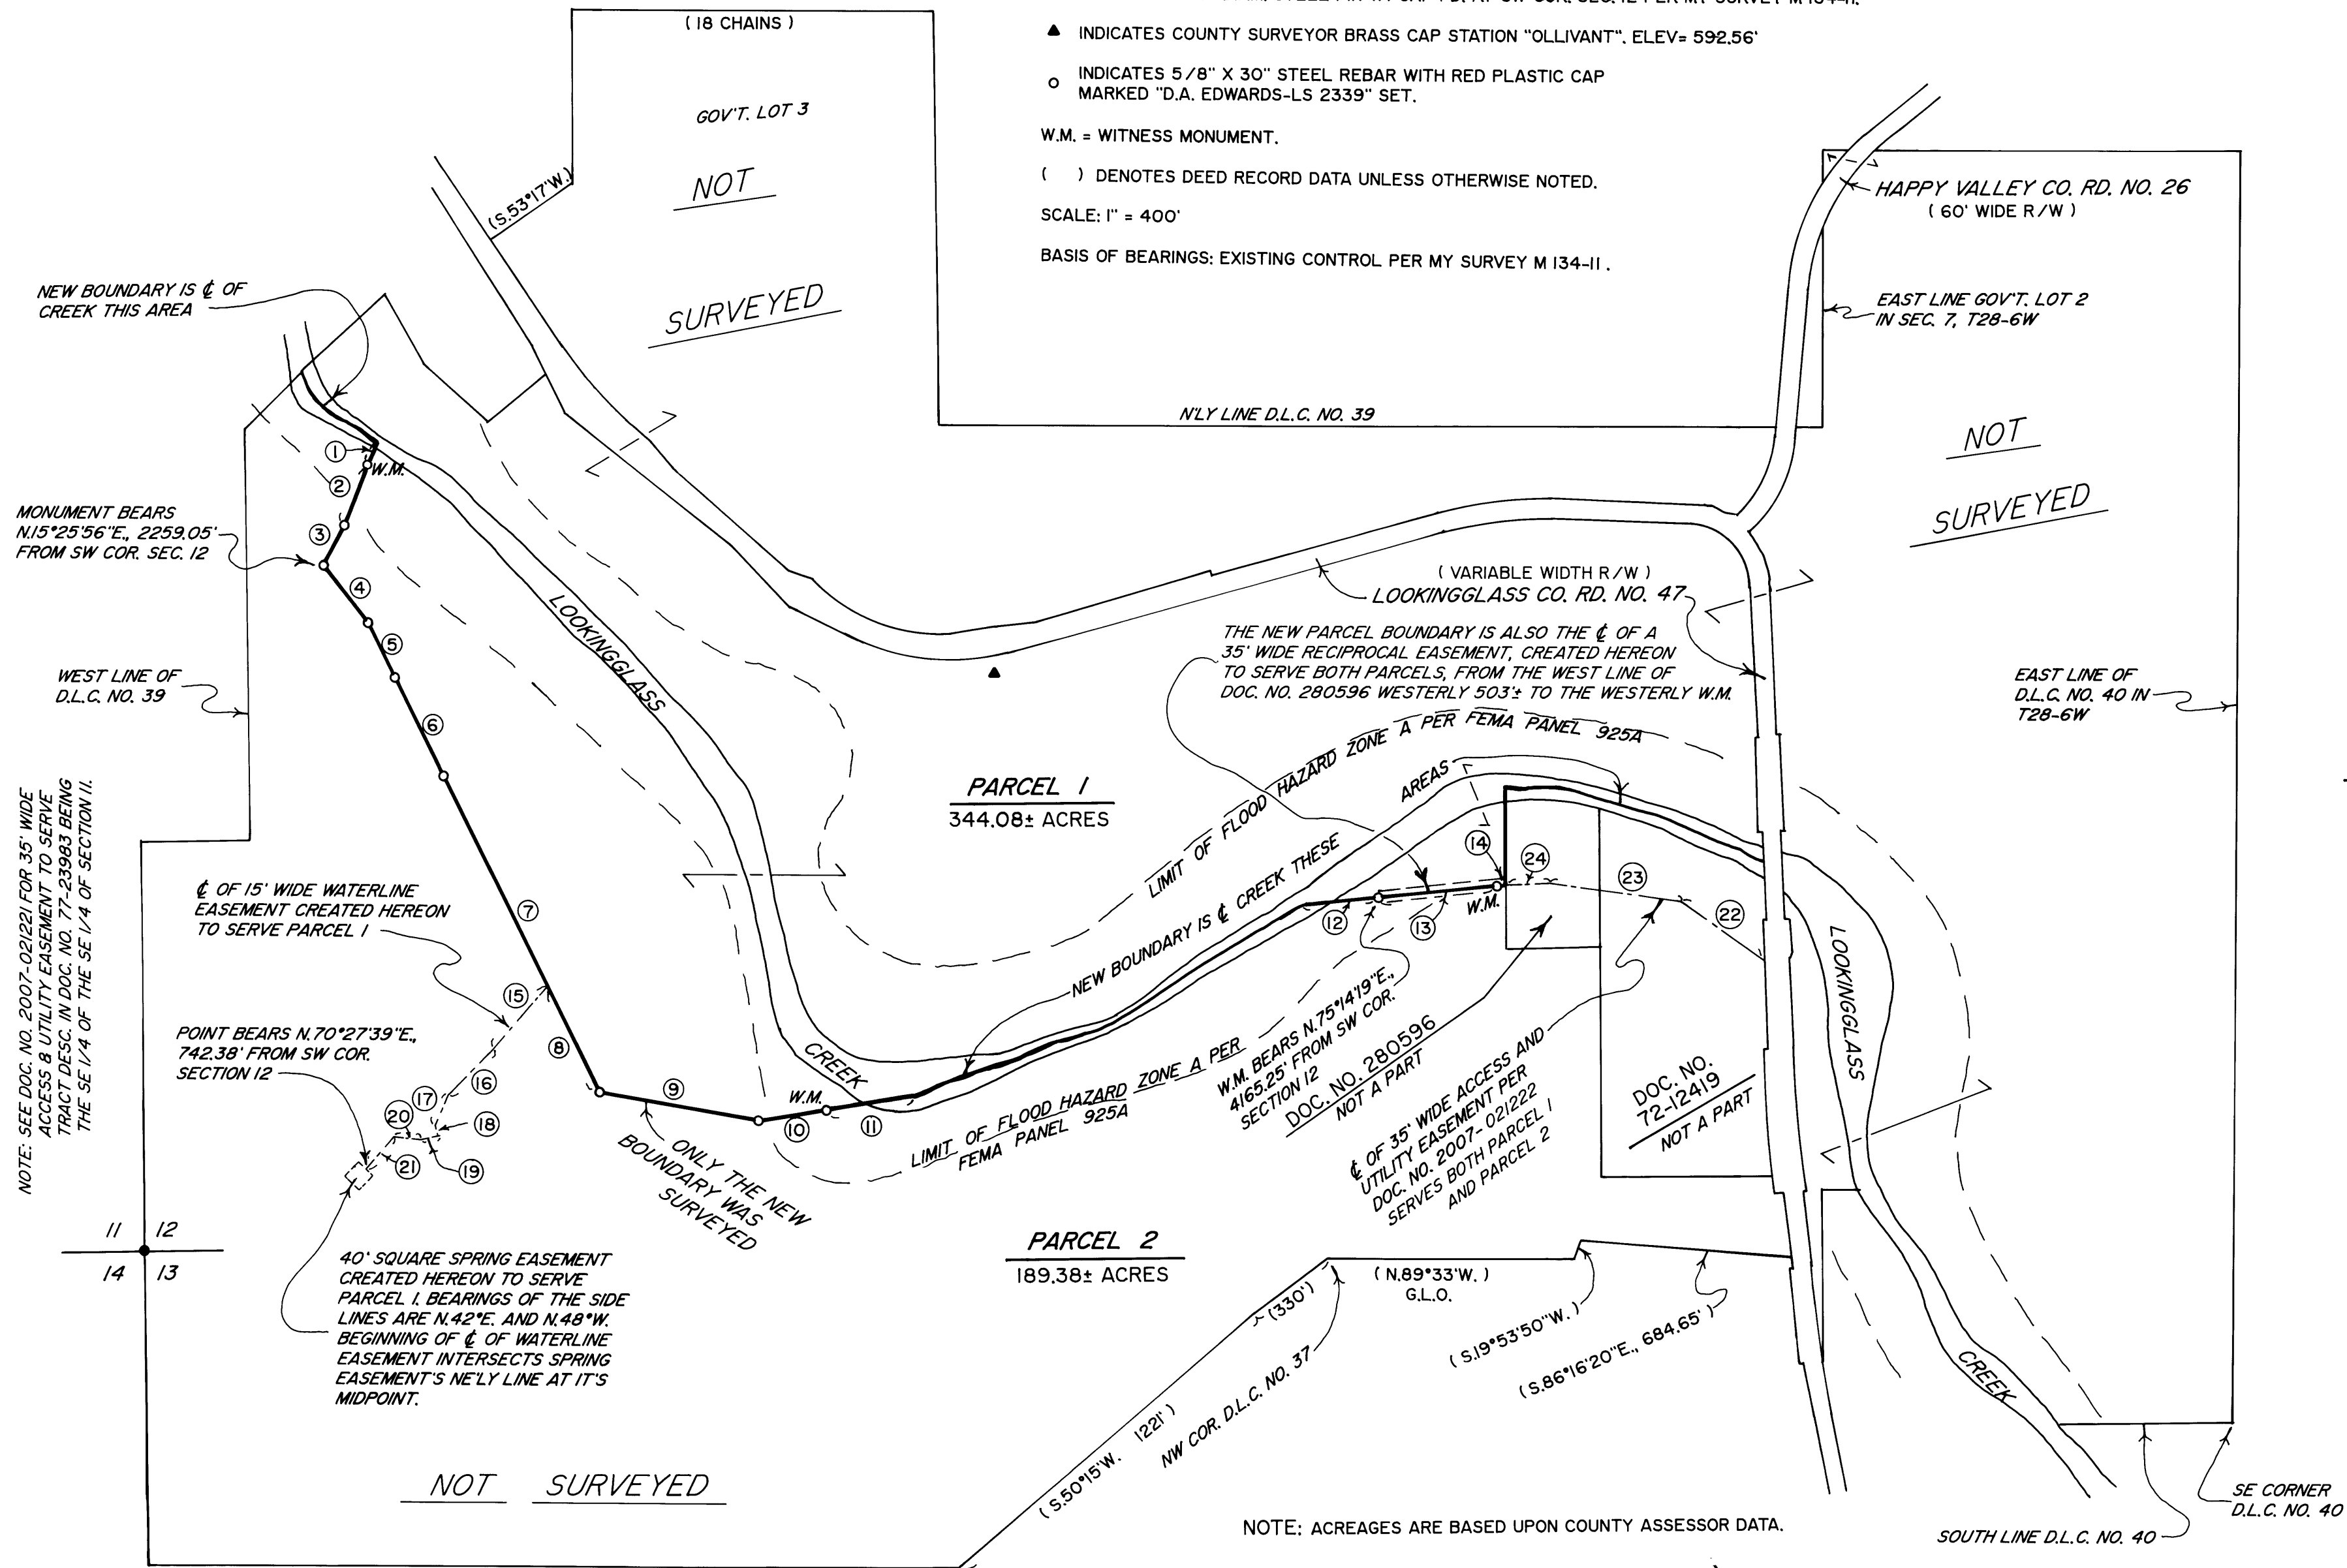 ( 18 CHAINS )
▲ INDICATES COUNTY SURVEYOR BRASS CAP STATION "OLLIVANT". ELEV= 592.56'
○ INDICATES 5/8" X 30" STEEL REBAR WITH RED PLASTIC CAP
MARKED "D.A. EDWARDS-LS 2339" SET.
W.M. = WITNESS MONUMENT.
( ) DENOTES DEED RECORD DATA UNLESS OTHERWISE NOTED.
SCALE: 1" = 400'
BASIS OF BEARINGS: EXISTING CONTROL PER MY SURVEY M 134-11.
GOV'T. LOT 3
NOT
SURVEYED
(S.53°17'W.)
HAPPY VALLEY CO. RD. NO. 26
( 60' WIDE R/W )
EAST LINE GOV'T. LOT 2
IN SEC. 7, T28-6W
NOT
SURVEYED
NEW BOUNDARY IS ℄ OF
CREEK THIS AREA
N'LY LINE D.L.C. NO. 39
1
W.M.
2
3
MONUMENT BEARS
N.15°25'56"E., 2259.05'
FROM SW COR. SEC. 12
4
5
6
7
8
9
10
W.M.
11
LOOKINGGLASS
CREEK
( VARIABLE WIDTH R/W )
LOOKINGGLASS CO. RD. NO. 47
THE NEW PARCEL BOUNDARY IS ALSO THE ℄ OF A
35' WIDE RECIPROCAL EASEMENT, CREATED HEREON
TO SERVE BOTH PARCELS, FROM THE WEST LINE OF
DOC. NO. 280596 WESTERLY 503'± TO THE WESTERLY W.M.
WEST LINE OF
D.L.C. NO. 39
EAST LINE OF
D.L.C. NO. 40 IN
T28-6W
LIMIT OF FLOOD HAZARD ZONE A PER FEMA PANEL 925A
PARCEL 1
344.08± ACRES
NEW BOUNDARY IS ℄ CREEK THESE
AREAS
12
13
W.M.
14
24
23
22
NOTE: SEE DOC. NO. 2007-021221 FOR 35' WIDE
ACCESS & UTILITY EASEMENT TO SERVE
TRACT DESC. IN DOC. NO. 77-23983 BEING
THE SE 1/4 OF THE SE 1/4 OF SECTION 11.
℄ OF 15' WIDE WATERLINE
EASEMENT CREATED HEREON
TO SERVE PARCEL 1
15
16
17
18
19
20
21
POINT BEARS N.70°27'39"E.,
742.38' FROM SW COR.
SECTION 12
W.M. BEARS N.75°14'19"E.,
4165.25' FROM SW COR.
SECTION 12
DOC. NO. 280596
NOT A PART
℄ OF 35' WIDE ACCESS AND
UTILITY EASEMENT PER
DOC. NO. 2007-021222
SERVES BOTH PARCEL 1
AND PARCEL 2
DOC. NO.
72-12419
NOT A PART
LOOKINGGLASS
CREEK
LIMIT OF FLOOD HAZARD ZONE A PER
FEMA PANEL 925A
ONLY THE NEW
BOUNDARY WAS
SURVEYED
11 12
14 13
40' SQUARE SPRING EASEMENT
CREATED HEREON TO SERVE
PARCEL 1. BEARINGS OF THE SIDE
LINES ARE N.42°E. AND N.48°W.
BEGINNING OF ℄ OF WATERLINE
EASEMENT INTERSECTS SPRING
EASEMENT'S NE'LY LINE AT IT'S
MIDPOINT.
PARCEL 2
189.38± ACRES
(330')
( N.89°33'W. )
G.L.O.
( S.19°53'50"W. )
( S.86°16'20"E., 684.65' )
NW COR. D.L.C. NO. 37
( S.50°15'W. 1221' )
NOT SURVEYED
NOTE: ACREAGES ARE BASED UPON COUNTY ASSESSOR DATA.
SOUTH LINE D.L.C. NO. 40
SE CORNER
D.L.C. NO. 40